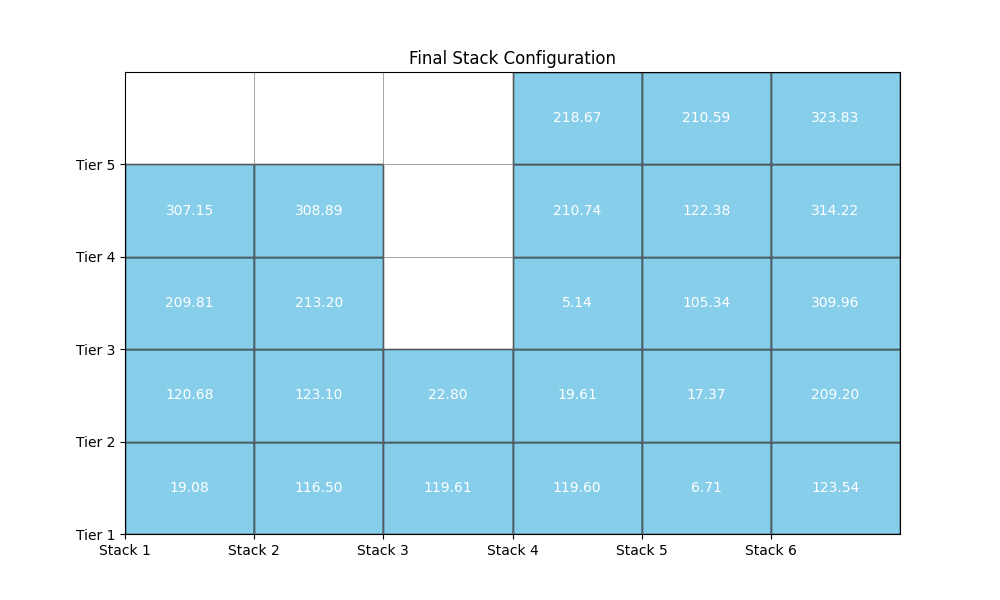 Final Stack Configuration
218.67 210.59 323.83
Tier 5
307.15 308.89 210.74 122.38 314.22
Tier 4
209.81 213.20 5.14 105.34 309.96
Tier 3
120.68 123.10 22.80 19.61 17.37 209.20
Tier 2
19.08 116.50 119.61 119.60 6.71 123.54
Tier 1
Stack 1 Stack 2 Stack 3 Stack 4 Stack 5 Stack 6